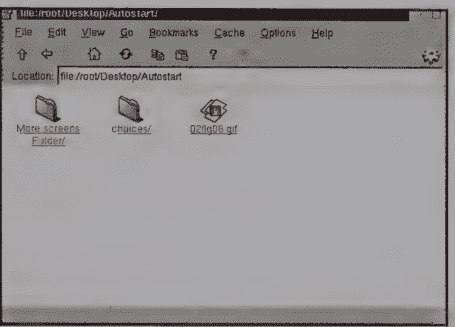 file:/root/Desktop/Autostart/
File Edit View Go Bookmarks Cache Options Help
?
Location: file:/root/Desktop/Autostart
More screens Folder/
choices/
02fig06.gif